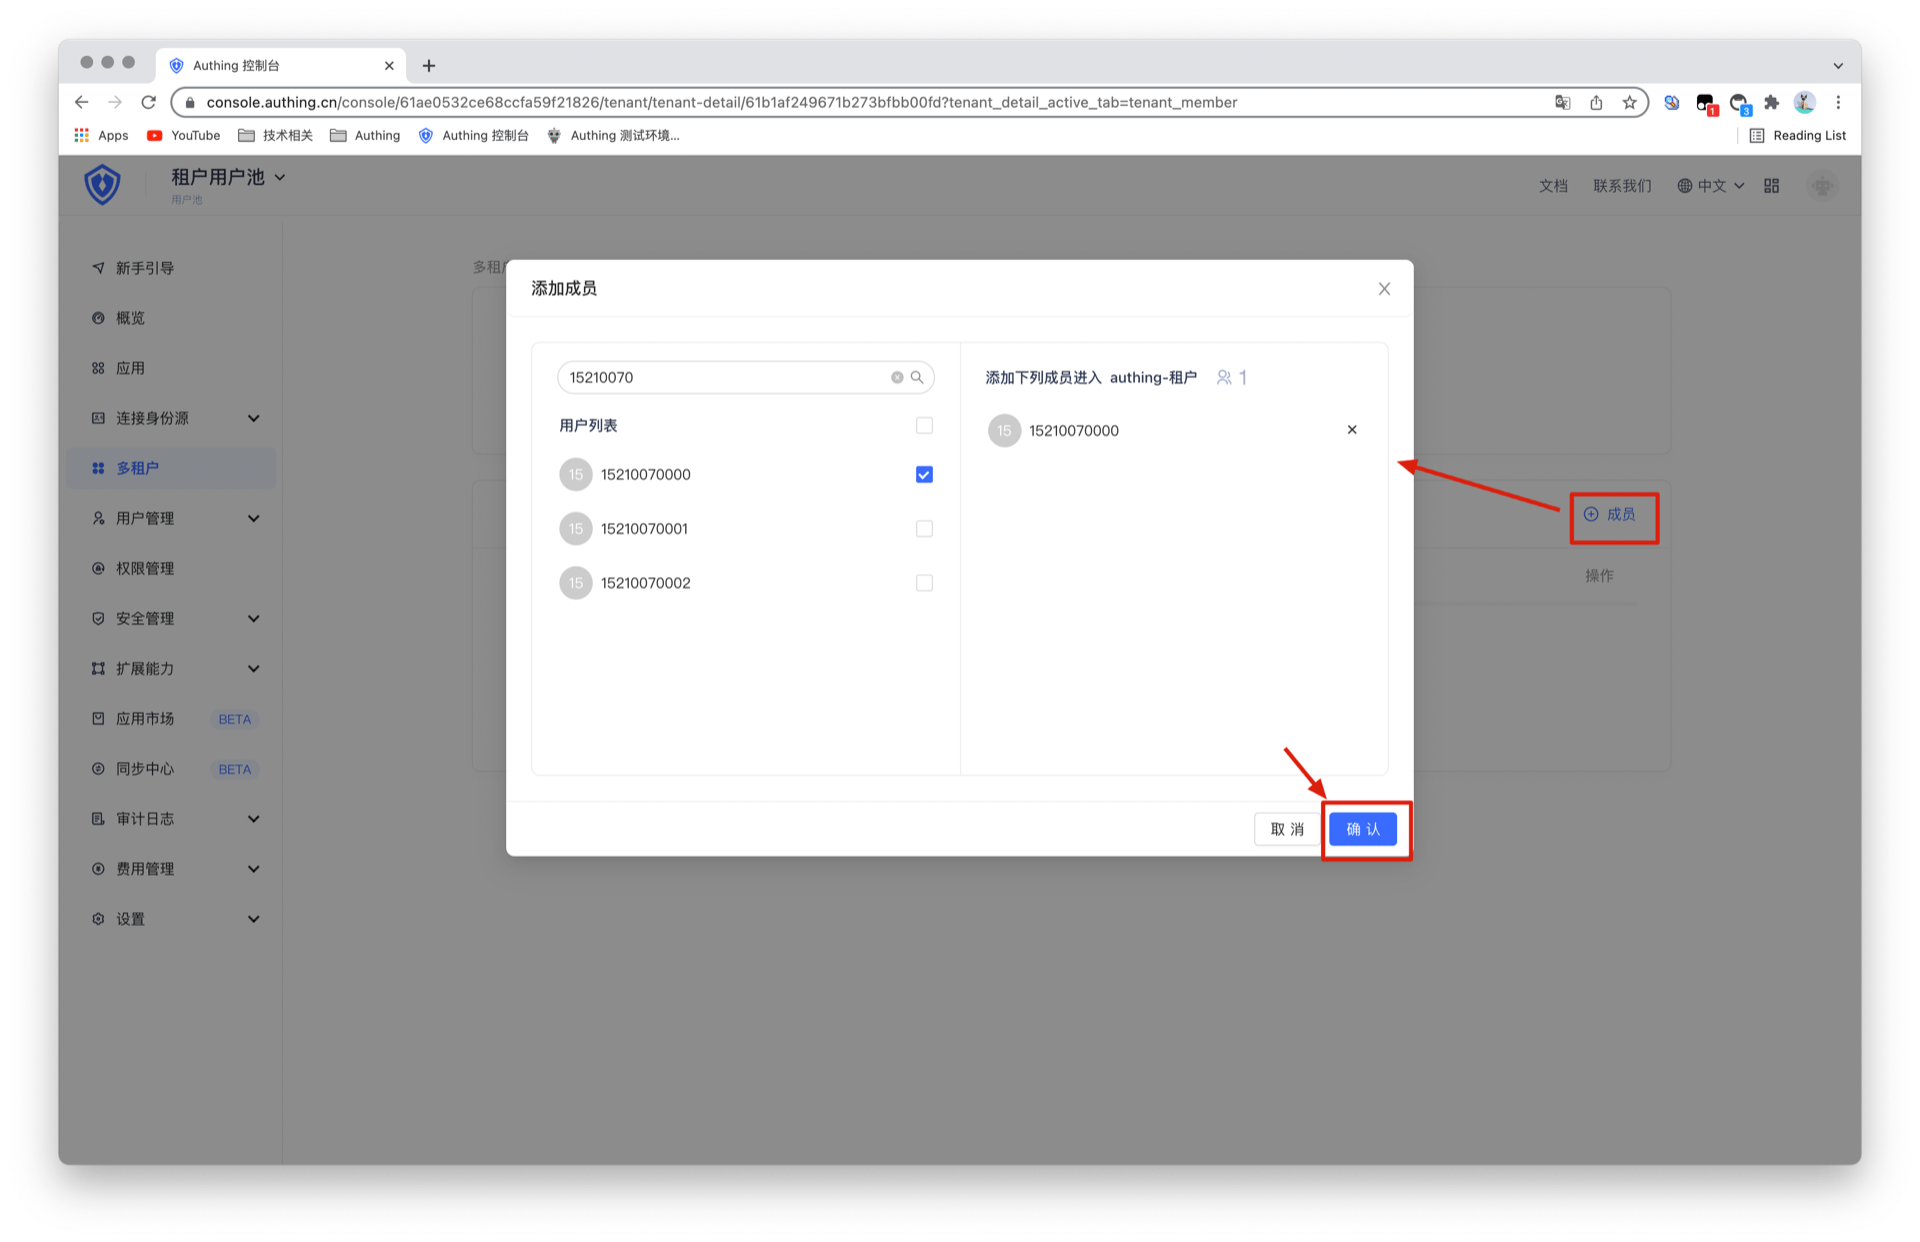 Authing 控制台
console.authing.cn/console/61ae0532ce68ccfa59f21826/tenant/tenant-detail/61b1af249671b273bfbb00fd?tenant_detail_active_tab=tenant_member
1
3
Apps
YouTube
技术相关
Authing
Authing 控制台
Authing 测试环境...
Reading List
租户用户池
用户池
文档
联系我们
中文
新手引导
概览
应用
连接身份源
多租户
用户管理
权限管理
安全管理
扩展能力
应用市场 BETA
同步中心 BETA
审计日志
费用管理
设置
多租户
添加成员
15210070
用户列表
15 15210070000
15 15210070001
15 15210070002
添加下列成员进入 authing-租户 1
15 15210070000
成员
操作
取 消
确 认